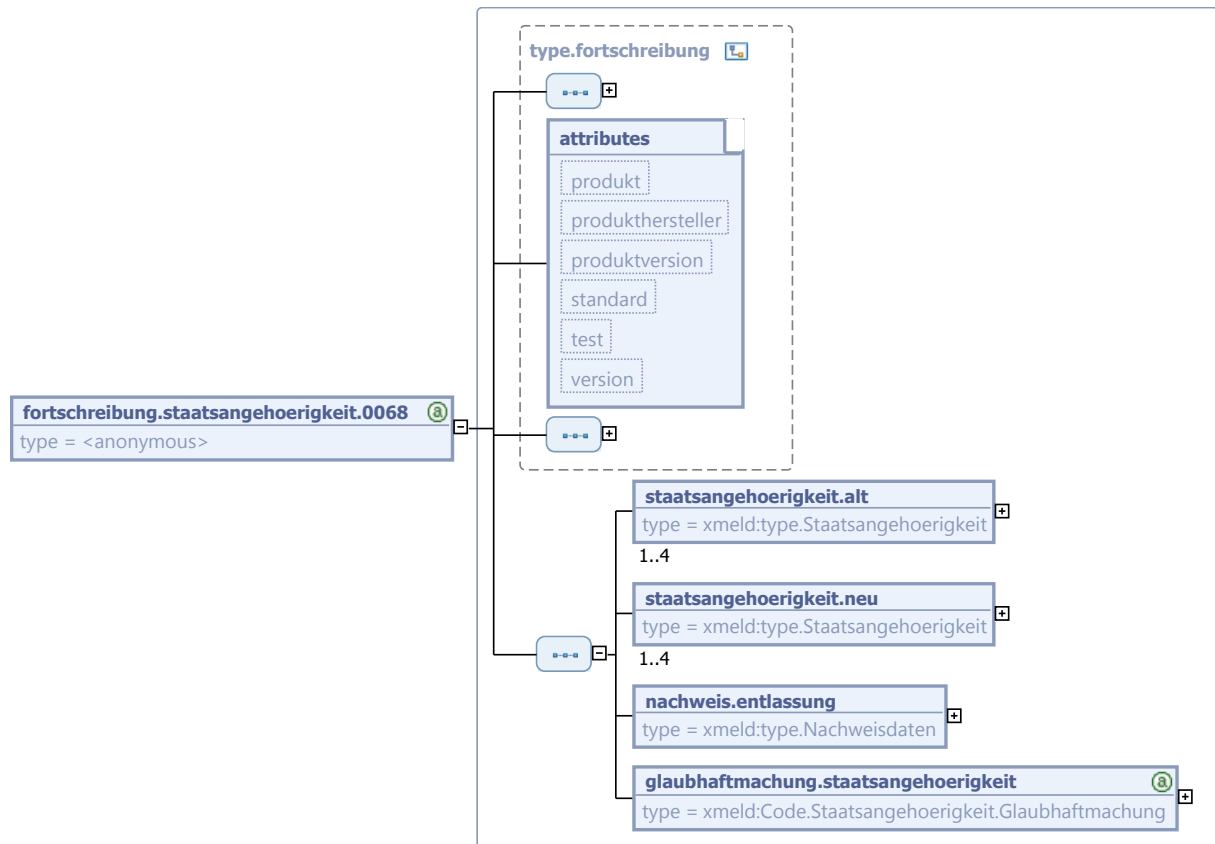 type.fortschreibung
attributes
produkt
produkthersteller
produktversion
standard
test
version
fortschreibung.staatsangehoerigkeit.0068
type = <anonymous>
staatsangehoerigkeit.alt
type = xmeld:type.Staatsangehoerigkeit
1..4
staatsangehoerigkeit.neu
type = xmeld:type.Staatsangehoerigkeit
1..4
nachweis.entlassung
type = xmeld:type.Nachweisdaten
glaubhaftmachung.staatsangehoerigkeit
type = xmeld:Code.Staatsangehoerigkeit.Glaubhaftmachung